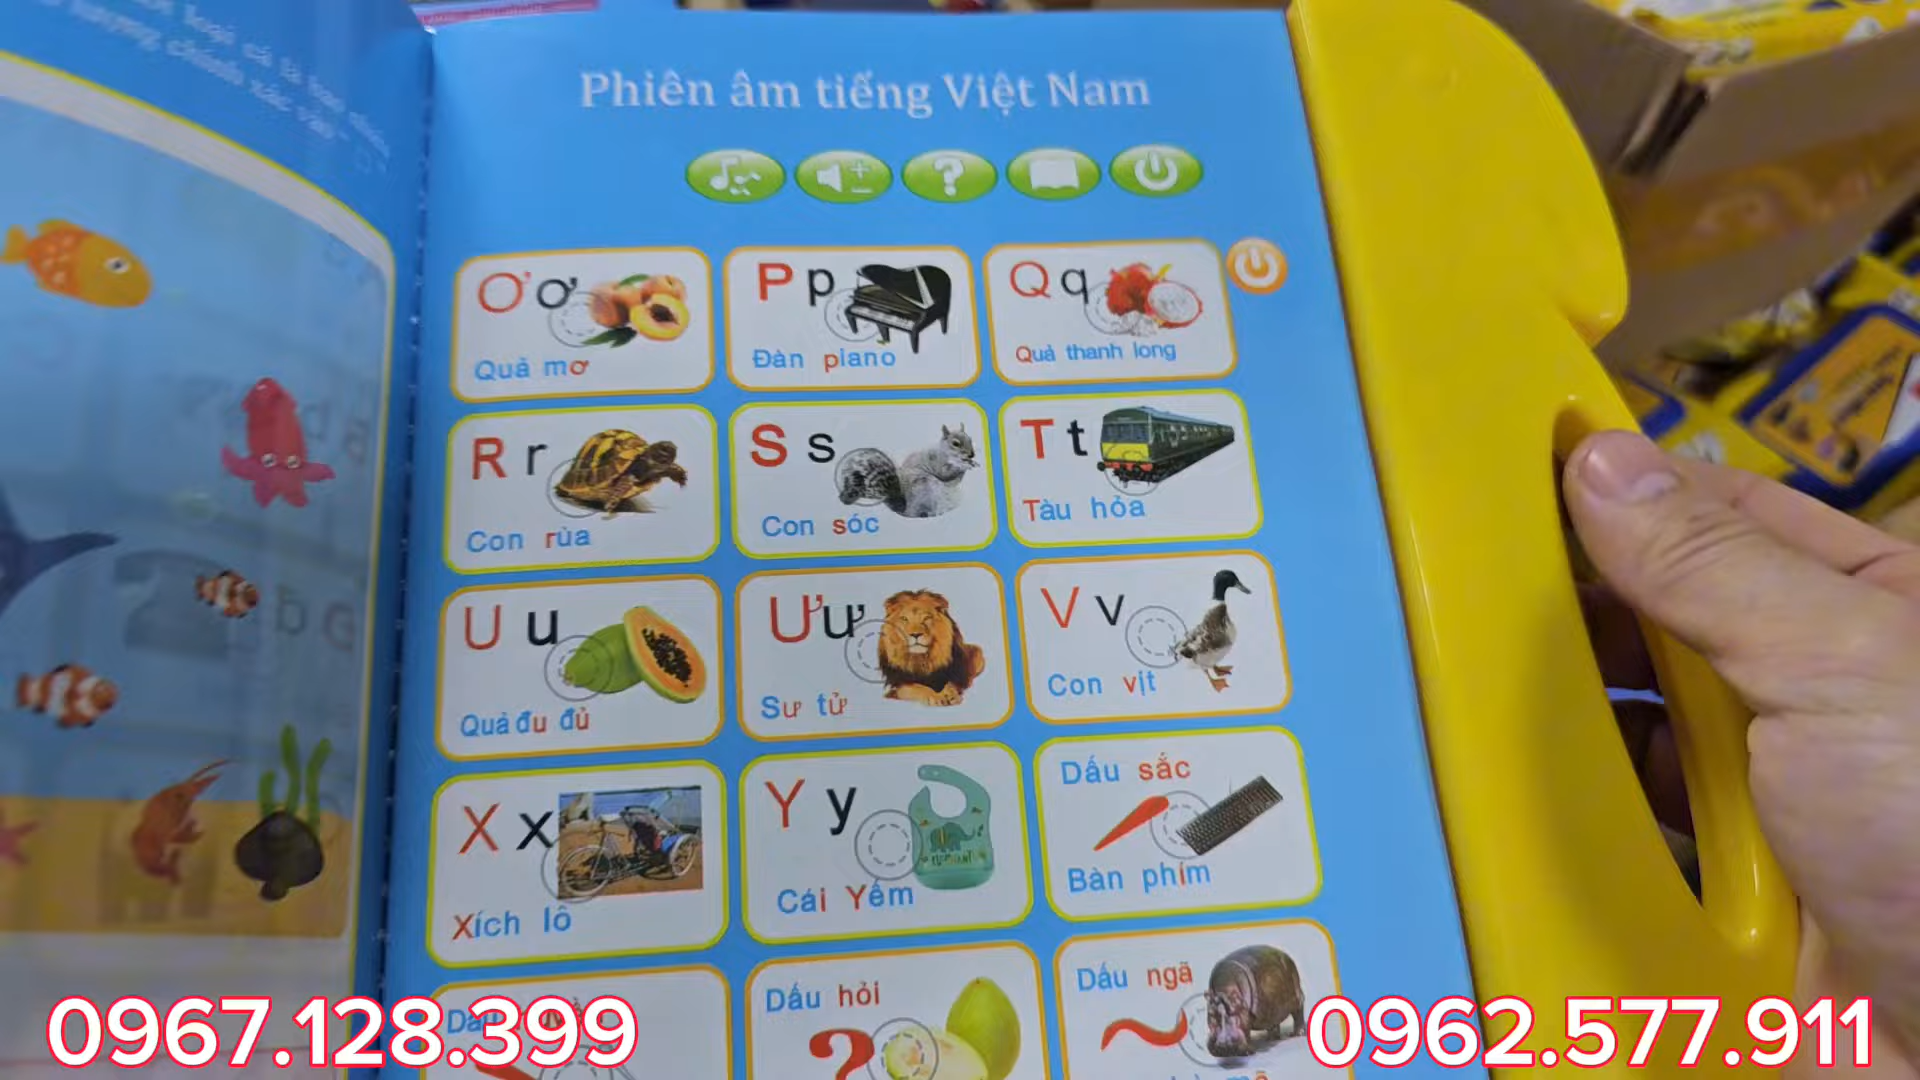 Phiên âm tiếng Việt Nam
Ơ ơ
Quả mơ
P p
Đàn piano
Q q
Quả thanh long
R r
Con rùa
S s
Con sóc
T t
Tàu hỏa
U u
Quả đu đủ
Ư ư
Sư tử
V v
Con vịt
X x
Xích lô
Y y
Cái Yếm
Dấu sắc
Bàn phím
Dấu
Dấu hỏi
Dấu ngã
0967.128.399
0962.577.911